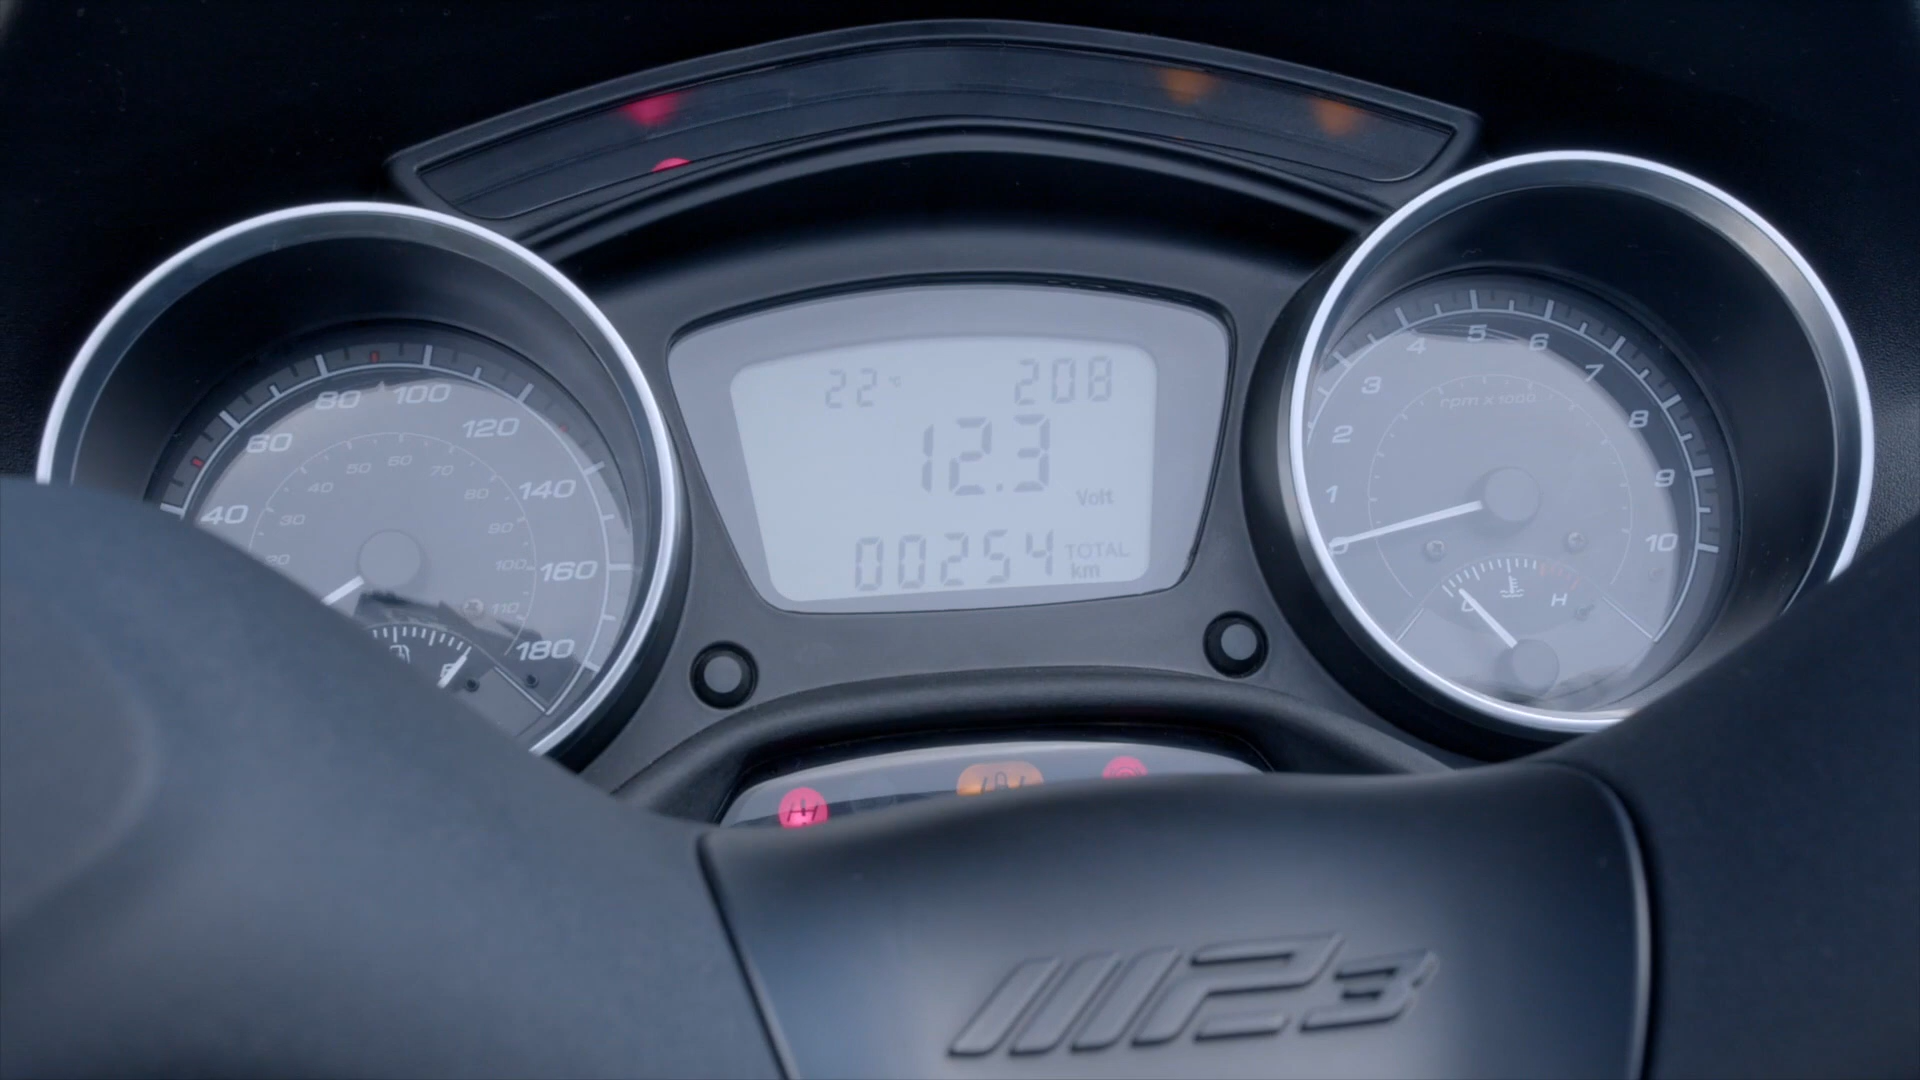 22 °C 208
12.3
Volt
00254 TOTAL
km
40 60 80 100 120 140 160 180
20 30 40 50 60 70 80 90 100 110
0 1 2 3 4 5 6 7 8 9 10
rpm x 1000
C H
MP3